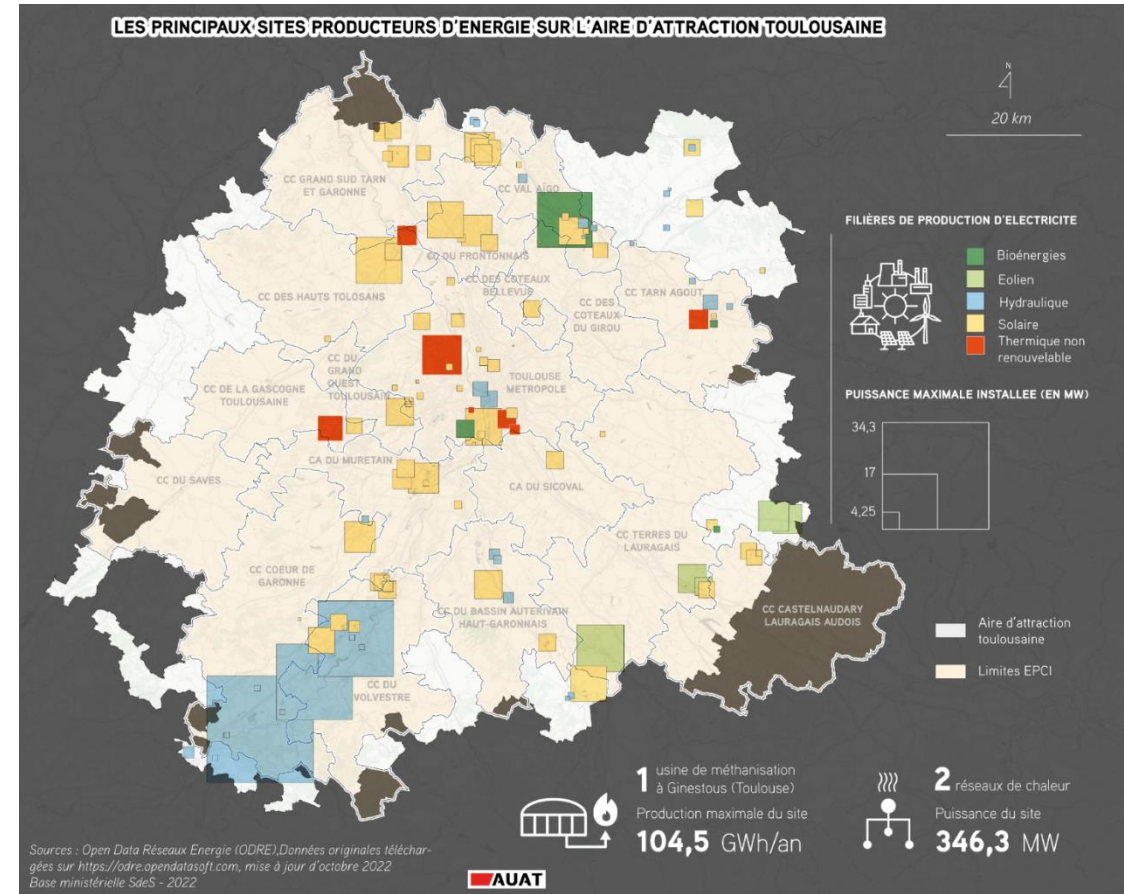 LES PRINCIPAUX SITES PRODUCTEURS D'ENERGIE SUR L'AIRE D'ATTRACTION TOULOUSAINE
N
20 km
CC GRAND SUD TARN
ET GARONNE
CC VAL AÏGO
CC DU FRONTONNAIS
CC DES COTEAUX
BELLEVUE
CC DES HAUTS TOLOSANS
CC DES
COTEAUX
DU GIROU
CC TARN AGOUT
CC DU
GRAND
OUEST
TOULOUSAIN
CC DE LA GASCOGNE
TOULOUSAINE
TOULOUSE
METROPOLE
CA DU MURETAIN
CC DU SAVES
CA DU SICOVAL
CC TERRES DU
LAURAGAIS
CC COEUR DE
GARONNE
CC DU BASSIN AUTERIVAIN
HAUT-GARONNAIS
CC CASTELNAUDARY
LAURAGAIS AUDOIS
CC DU
VOLVESTRE
FILIÈRES DE PRODUCTION D'ELECTRICITE
Bioénergies
Eolien
Hydraulique
Solaire
Thermique non
renouvelable
PUISSANCE MAXIMALE INSTALLEE (EN MW)
34,3
17
4,25
Aire d'attraction
toulousaine
Limites EPCI
1 usine de méthanisation
à Ginestous (Toulouse)
Production maximale du site
104,5 GWh/an
2 réseaux de chaleur
Puissance du site
346,3 MW
Sources : Open Data Réseaux Energie (ODRE),Données originales téléchar-
gées sur https://odre.opendatasoft.com, mise à jour d'octobre 2022
Base ministérielle SdeS - 2022
AUAT